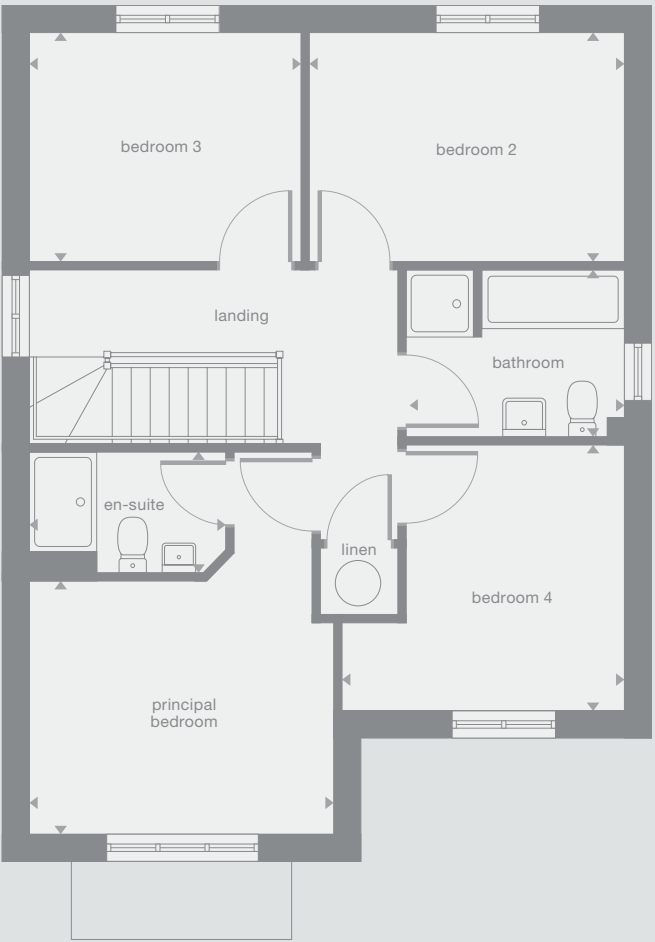 bedroom 3
bedroom 2
landing
bathroom
en-suite
linen
bedroom 4
principal
bedroom